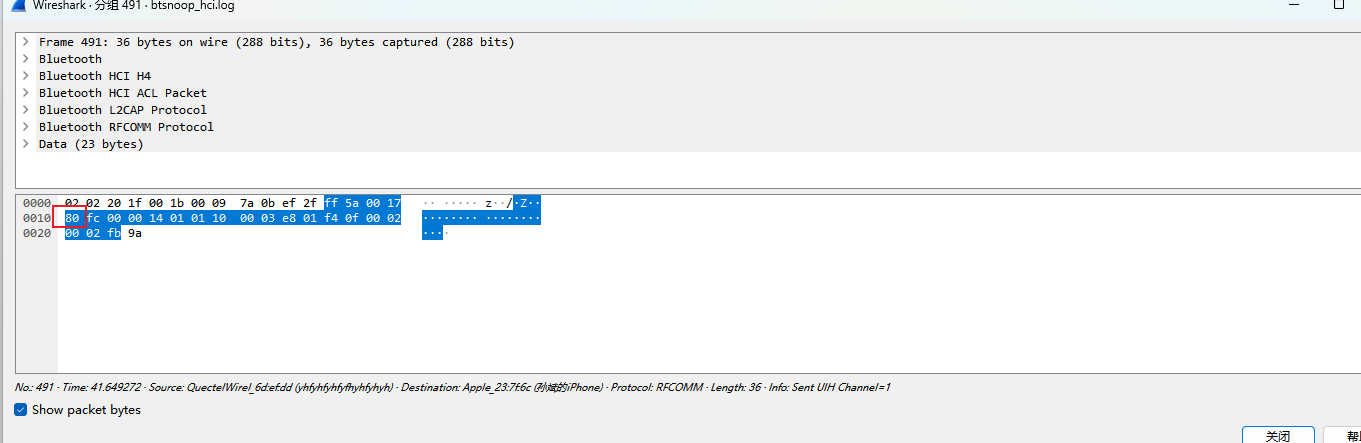 Wireshark · 分组 491 · btsnoop_hci.log
Frame 491: 36 bytes on wire (288 bits), 36 bytes captured (288 bits)
Bluetooth
Bluetooth HCI H4
Bluetooth HCI ACL Packet
Bluetooth L2CAP Protocol
Bluetooth RFCOMM Protocol
Data (23 bytes)
0000 02 02 20 1f 00 1b 00 09 7a 0b ef 2f ff 5a 00 17 ·· ····· z··/·Z··
0010 80 fc 00 00 14 01 01 10 00 03 e8 01 f4 0f 00 02 ········ ········
0020 00 02 fb 9a ····
No.: 491 · Time: 41.649272 · Source: QuectelWirel_6d:ef:dd (yhfyhfyhfyfhyhfyhyh) · Destination: Apple_23:7f:6c (孙斌的iPhone) · Protocol: RFCOMM · Length: 36 · Info: Sent UIH Channel=1
Show packet bytes
关闭